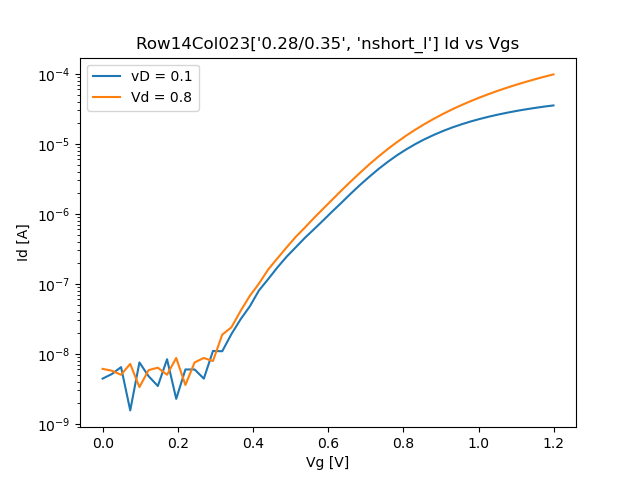 Row14Col023['0.28/0.35', 'nshort_l'] Id vs Vgs
vD = 0.1
Vd = 0.8
Id [A]
10⁻⁴
10⁻⁵
10⁻⁶
10⁻⁷
10⁻⁸
10⁻⁹
0.0 0.2 0.4 0.6 0.8 1.0 1.2
Vg [V]